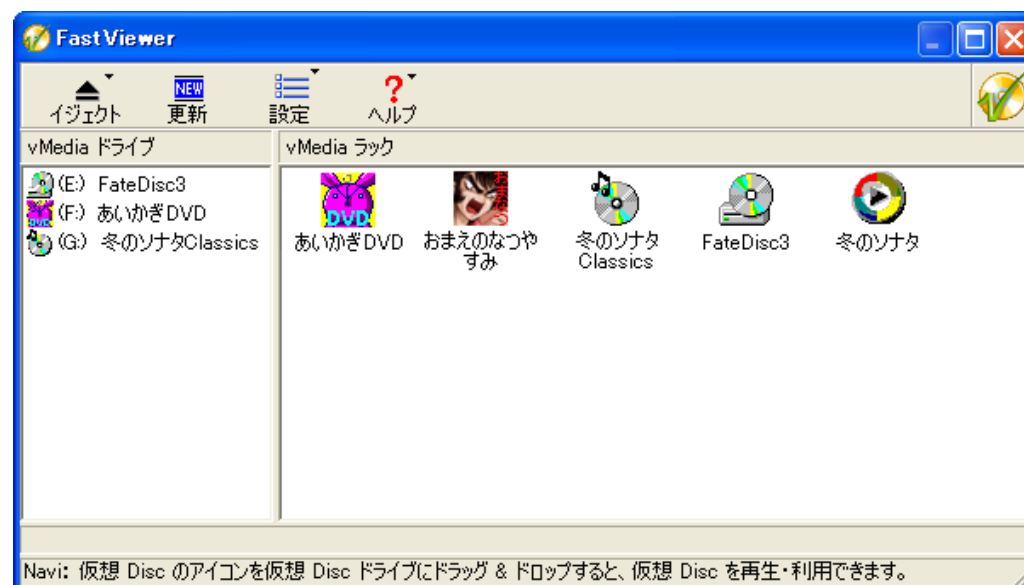 FastViewer
イジェクト NEW 更新 設定 ? ヘルプ
vMedia ドライブ vMedia ラック
(E:) FateDisc3
(F:) あいかぎDVD
(G:) 冬のソナタClassics
DVD
おまなつ
あいかぎDVD
おまえのなつや
すみ
冬のソナタ
Classics
FateDisc3
冬のソナタ
Navi: 仮想 Disc のアイコンを仮想 Disc ドライブにドラッグ & ドロップすると、仮想 Disc を再生・利用できます。